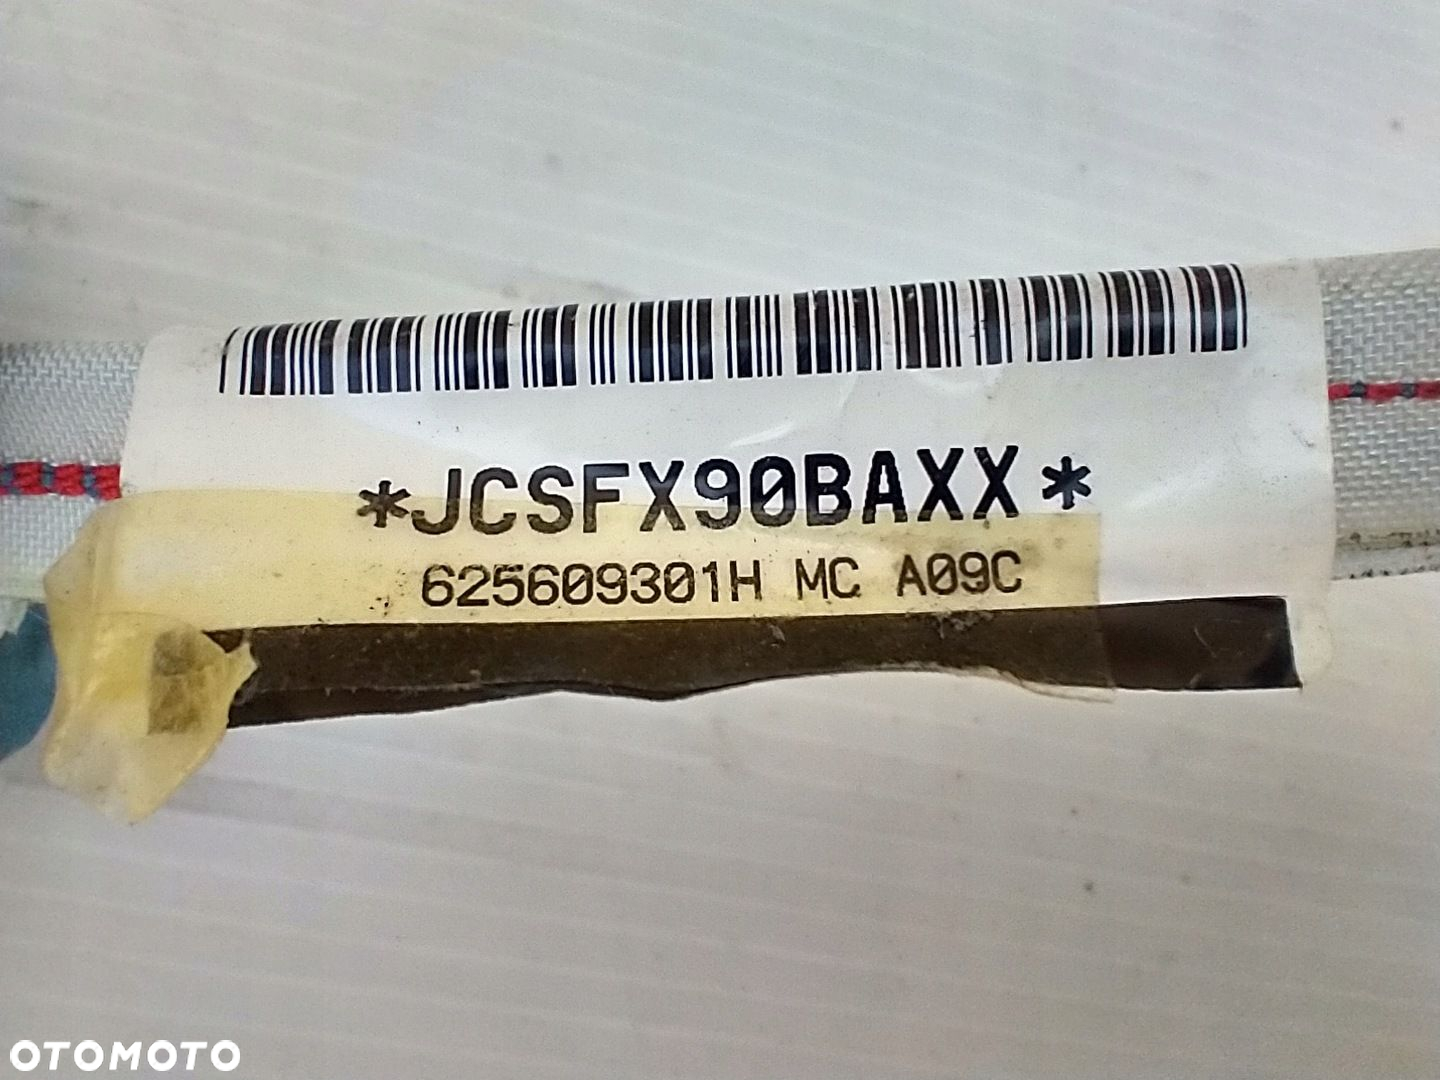 *JCSFX90BAXX*
625609301H MC A09C
OTOMOTO